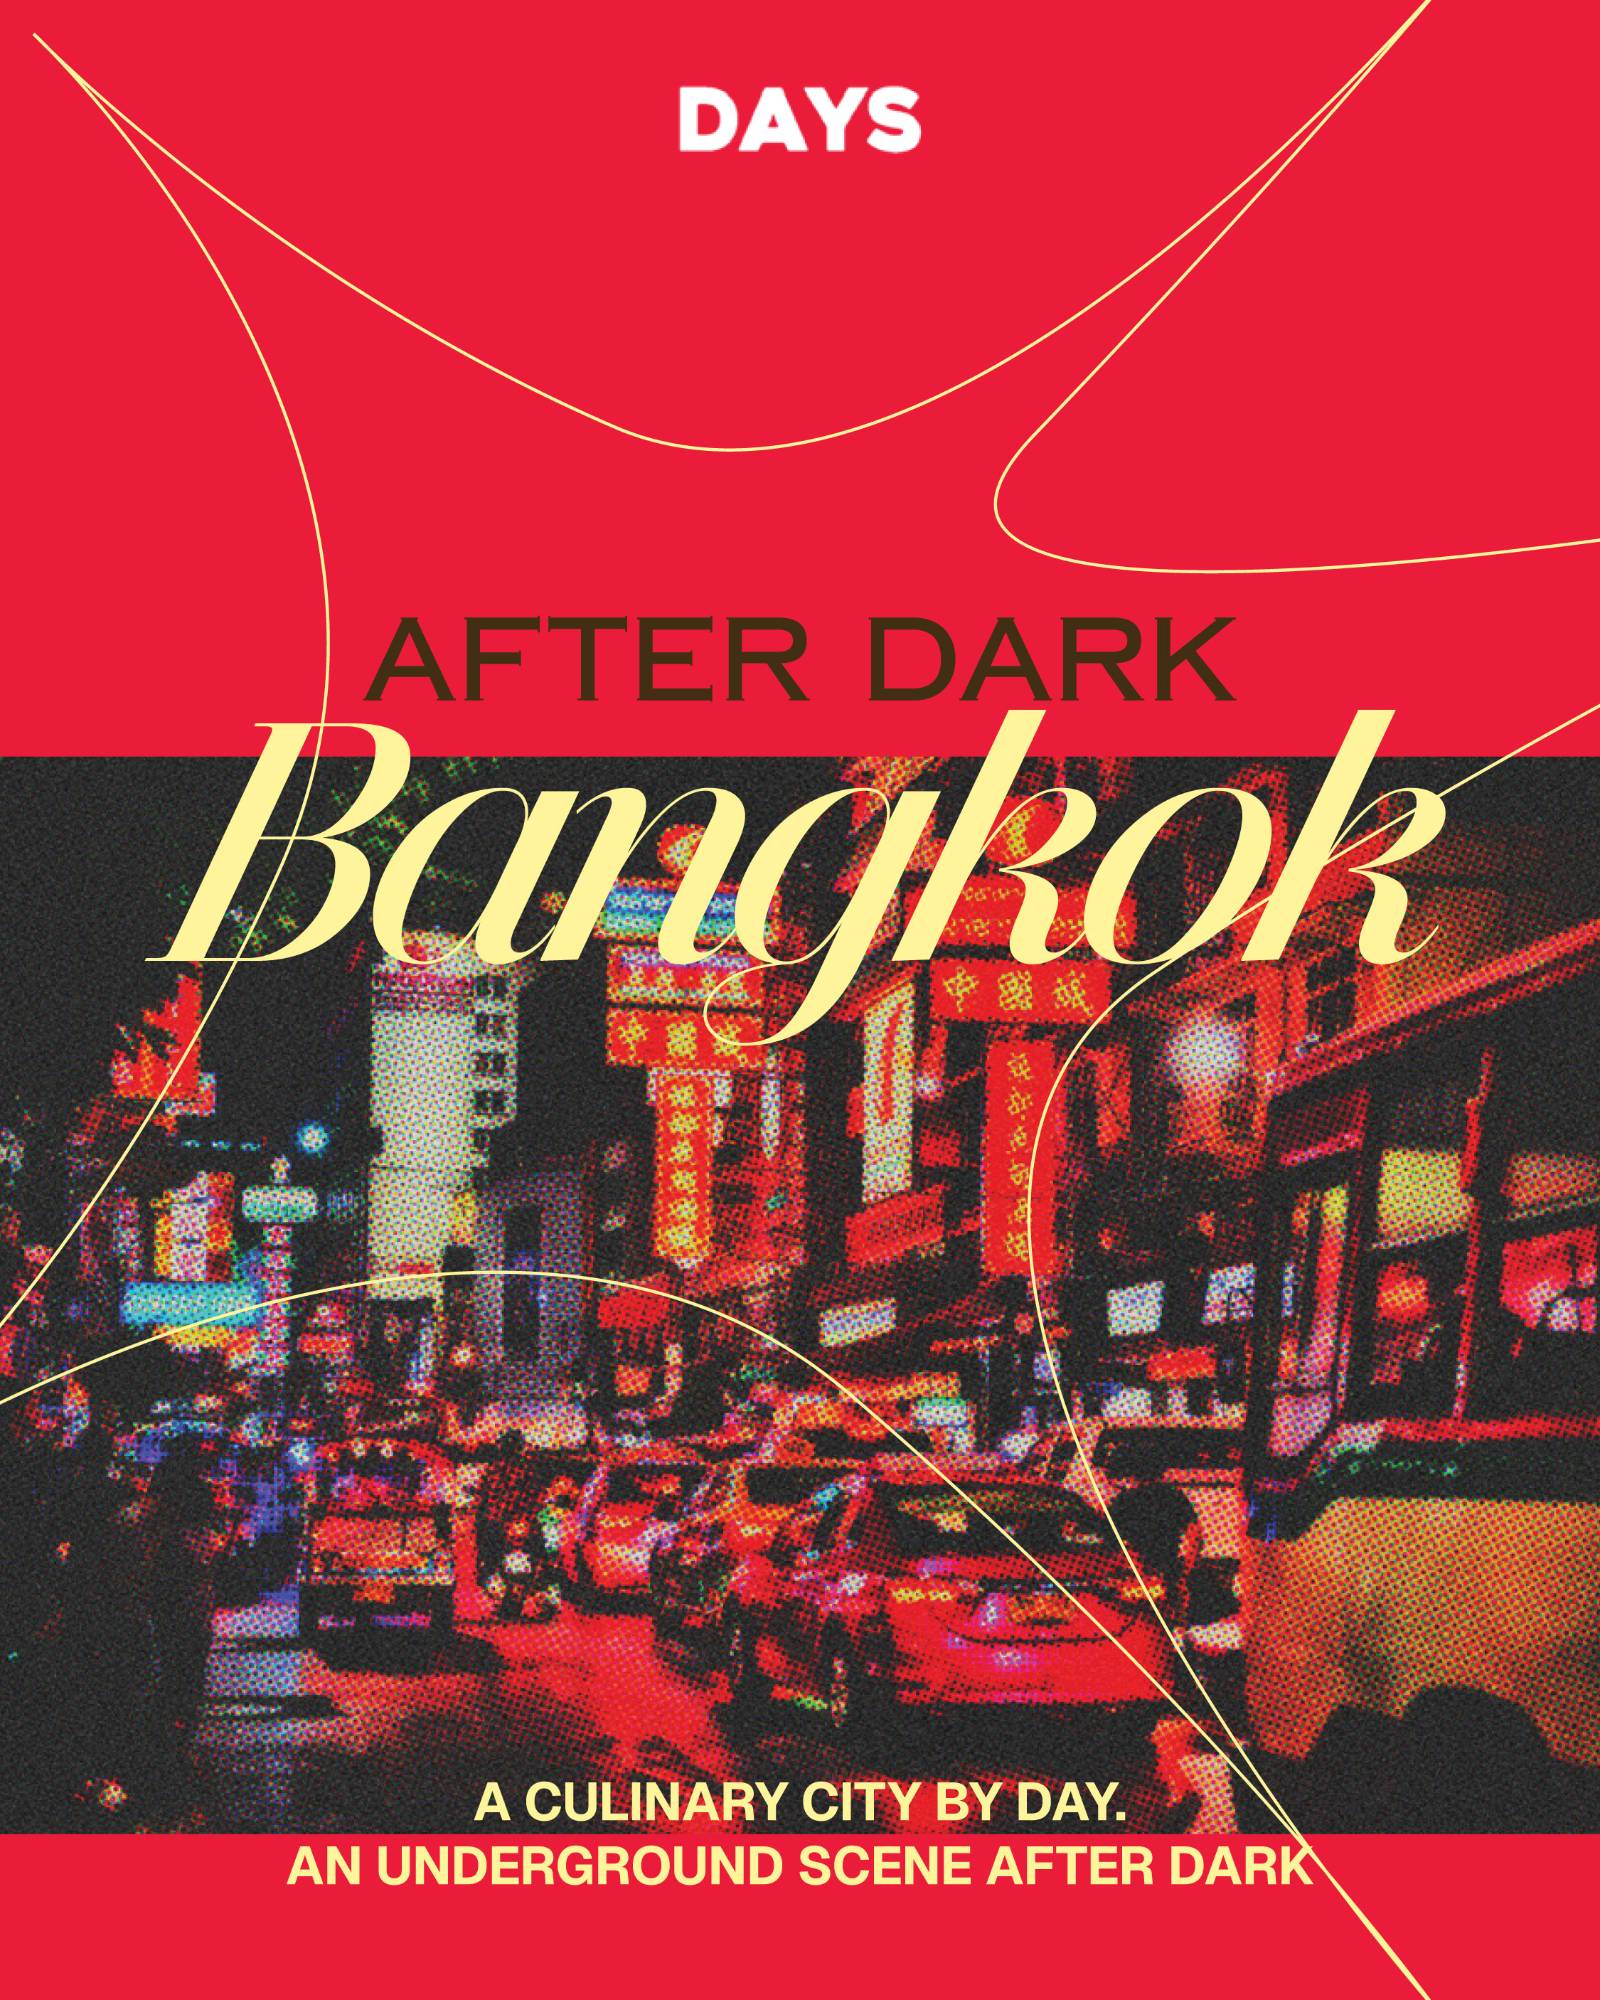 DAYS
AFTER DARK
Bangkok
A CULINARY CITY BY DAY.
AN UNDERGROUND SCENE AFTER DARK